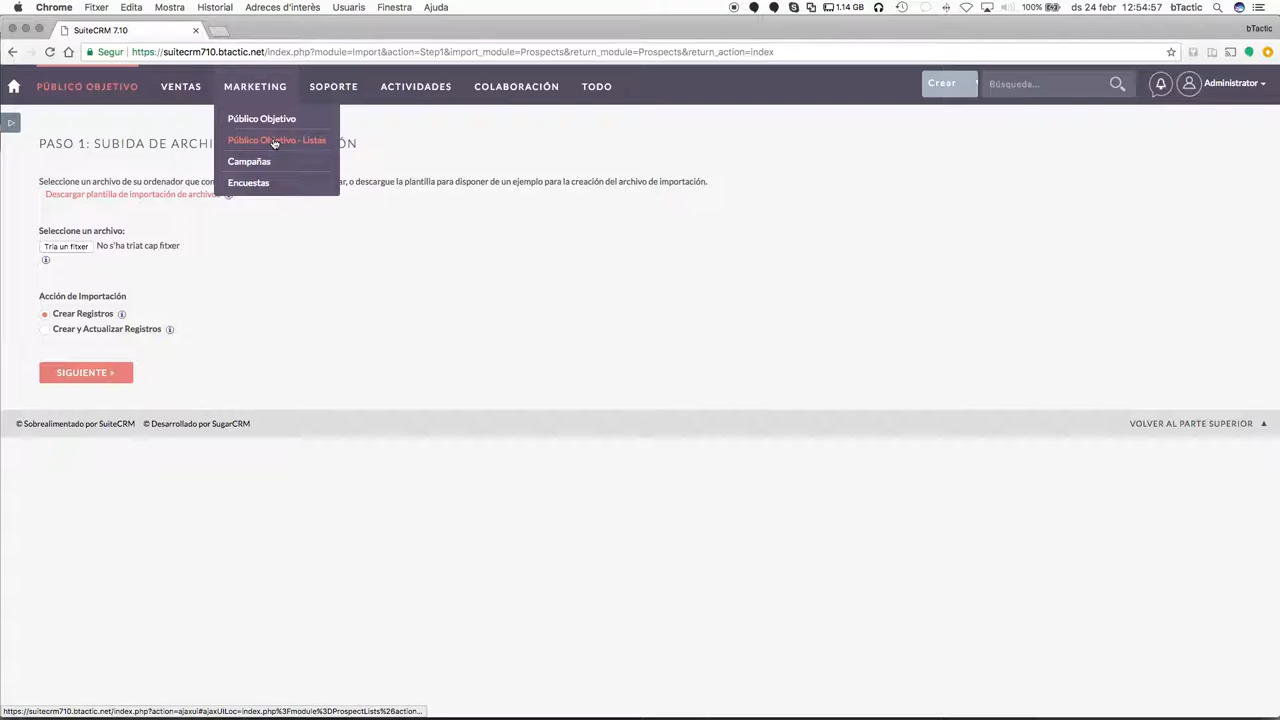 Chrome Fitxer Edita Mostra Historial Adreces d'interès Usuaris Finestra Ajuda 1.14 GB 100% ds 24 febr 12:54:57 bTactic
SuiteCRM 7.10 bTactic
Segur https://suitecrm710.btactic.net/index.php?module=Import&action=Step1&import_module=Prospects&return_module=Prospects&return_action=index
PÚBLICO OBJETIVO VENTAS MARKETING SOPORTE ACTIVIDADES COLABORACIÓN TODO Crear Búsqueda... Administrator
Público Objetivo
Público Objetivo - Listas
Campañas
Encuestas
PASO 1: SUBIDA DE ARCHI
Seleccione un archivo de su ordenador que con ar, o descargue la plantilla para disponer de un ejemplo para la creación del archivo de importación.
Descargar plantilla de importación de archivo
Seleccione un archivo:
Tria un fitxer No s'ha triat cap fitxer
Acción de Importación
Crear Registros
Crear y Actualizar Registros
SIGUIENTE >
© Sobrealimentado por SuiteCRM © Desarrollado por SugarCRM VOLVER AL PARTE SUPERIOR
https://suitecrm710.btactic.net/index.php?action=ajaxui#ajaxUILoc=index.php%3Fmodule%3DProspectLists%26action...